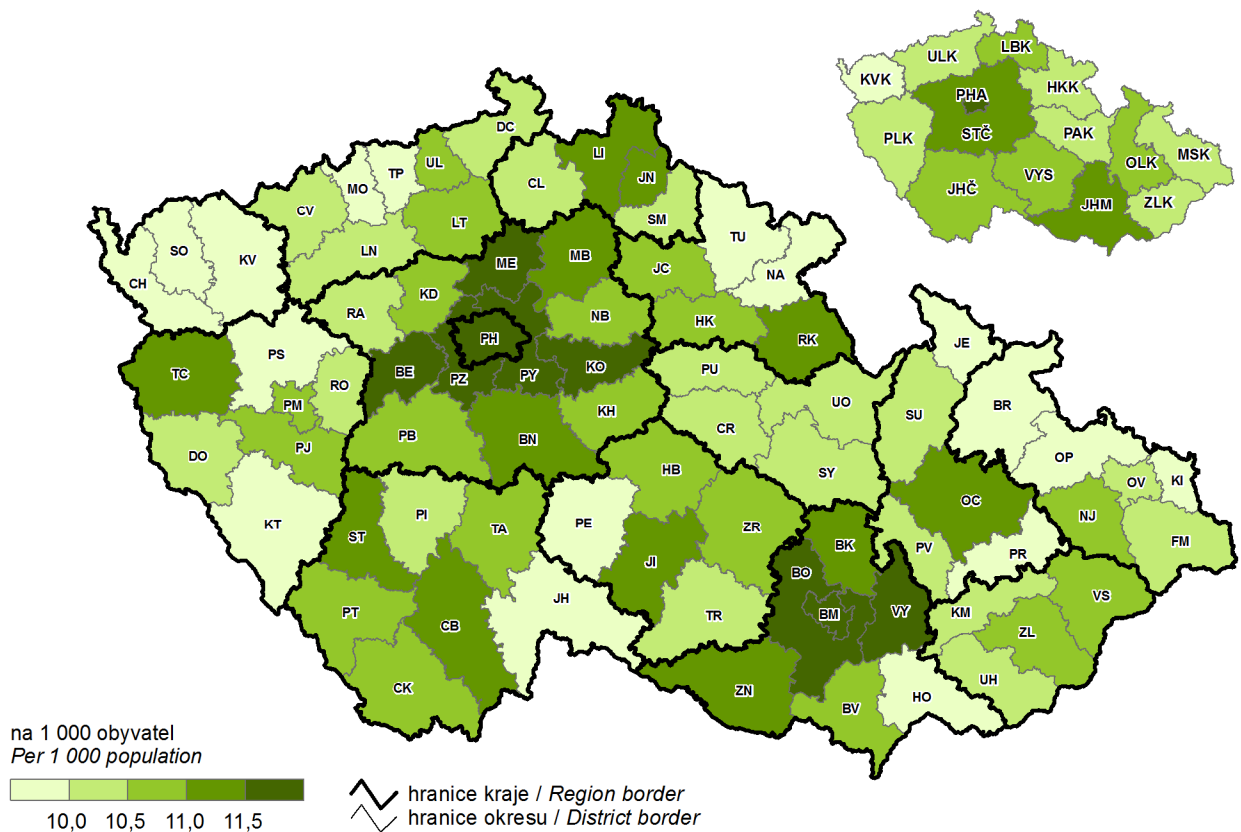 KVK
ULK
LBK
HKK
PHA
STČ
PLK
PAK
MSK
OLK
VYS
JHČ
JHM
ZLK
DC
UL
TP
MO
CV
LT
LN
CL
LI
JN
SM
SO
KV
CH
TU
NA
ME
MB
JC
KD
RA
NB
HK
RK
PH
JE
PS
TC
RO
BE
PZ
PY
KO
PU
PM
BR
UO
SU
KH
PB
BN
CR
DO
PJ
HB
SY
OP
OV
KI
OC
NJ
KT
ST
PI
TA
PE
ZR
BK
PV
PR
FM
JI
BO
JH
PT
CB
TR
BM
VY
KM
VS
ZL
UH
CK
ZN
BV
HO
na 1 000 obyvatel
Per 1 000 population
10,0 10,5 11,0 11,5
hranice kraje / Region border
hranice okresu / District border